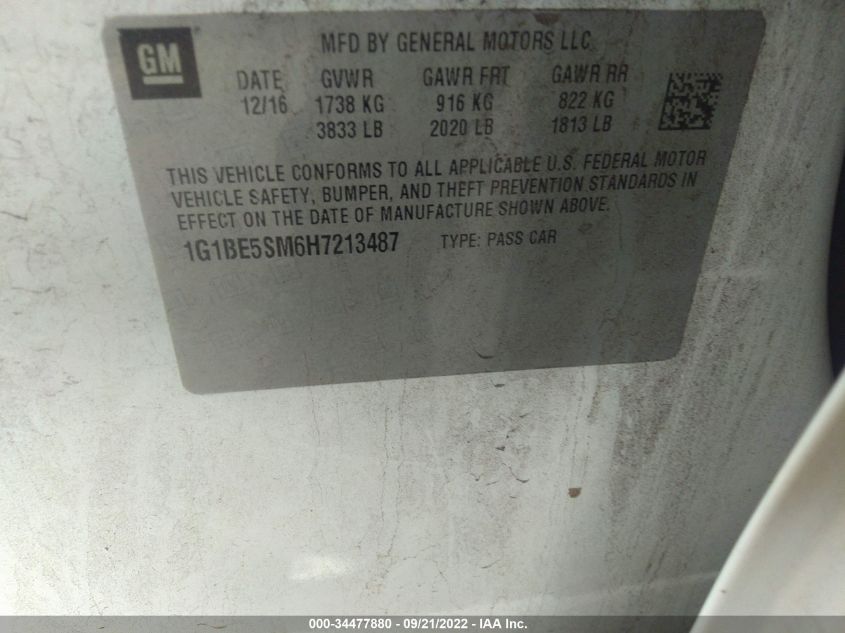 GM
MFD BY GENERAL MOTORS LLC
DATE GVWR GAWR FRT GAWR RR
12/16 1738 KG 916 KG 822 KG
3833 LB 2020 LB 1813 LB
THIS VEHICLE CONFORMS TO ALL APPLICABLE U.S. FEDERAL MOTOR
VEHICLE SAFETY, BUMPER, AND THEFT PREVENTION STANDARDS IN
EFFECT ON THE DATE OF MANUFACTURE SHOWN ABOVE.
1G1BE5SM6H7213487 TYPE: PASS CAR
000-34477880 - 09/21/2022 - IAA Inc.